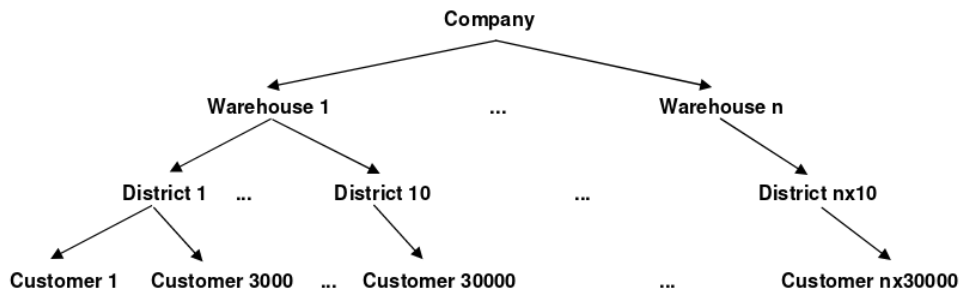 Company
Warehouse 1 ... Warehouse n
District 1 ... District 10 ... District nx10
Customer 1 Customer 3000 ... Customer 30000 ... Customer nx30000